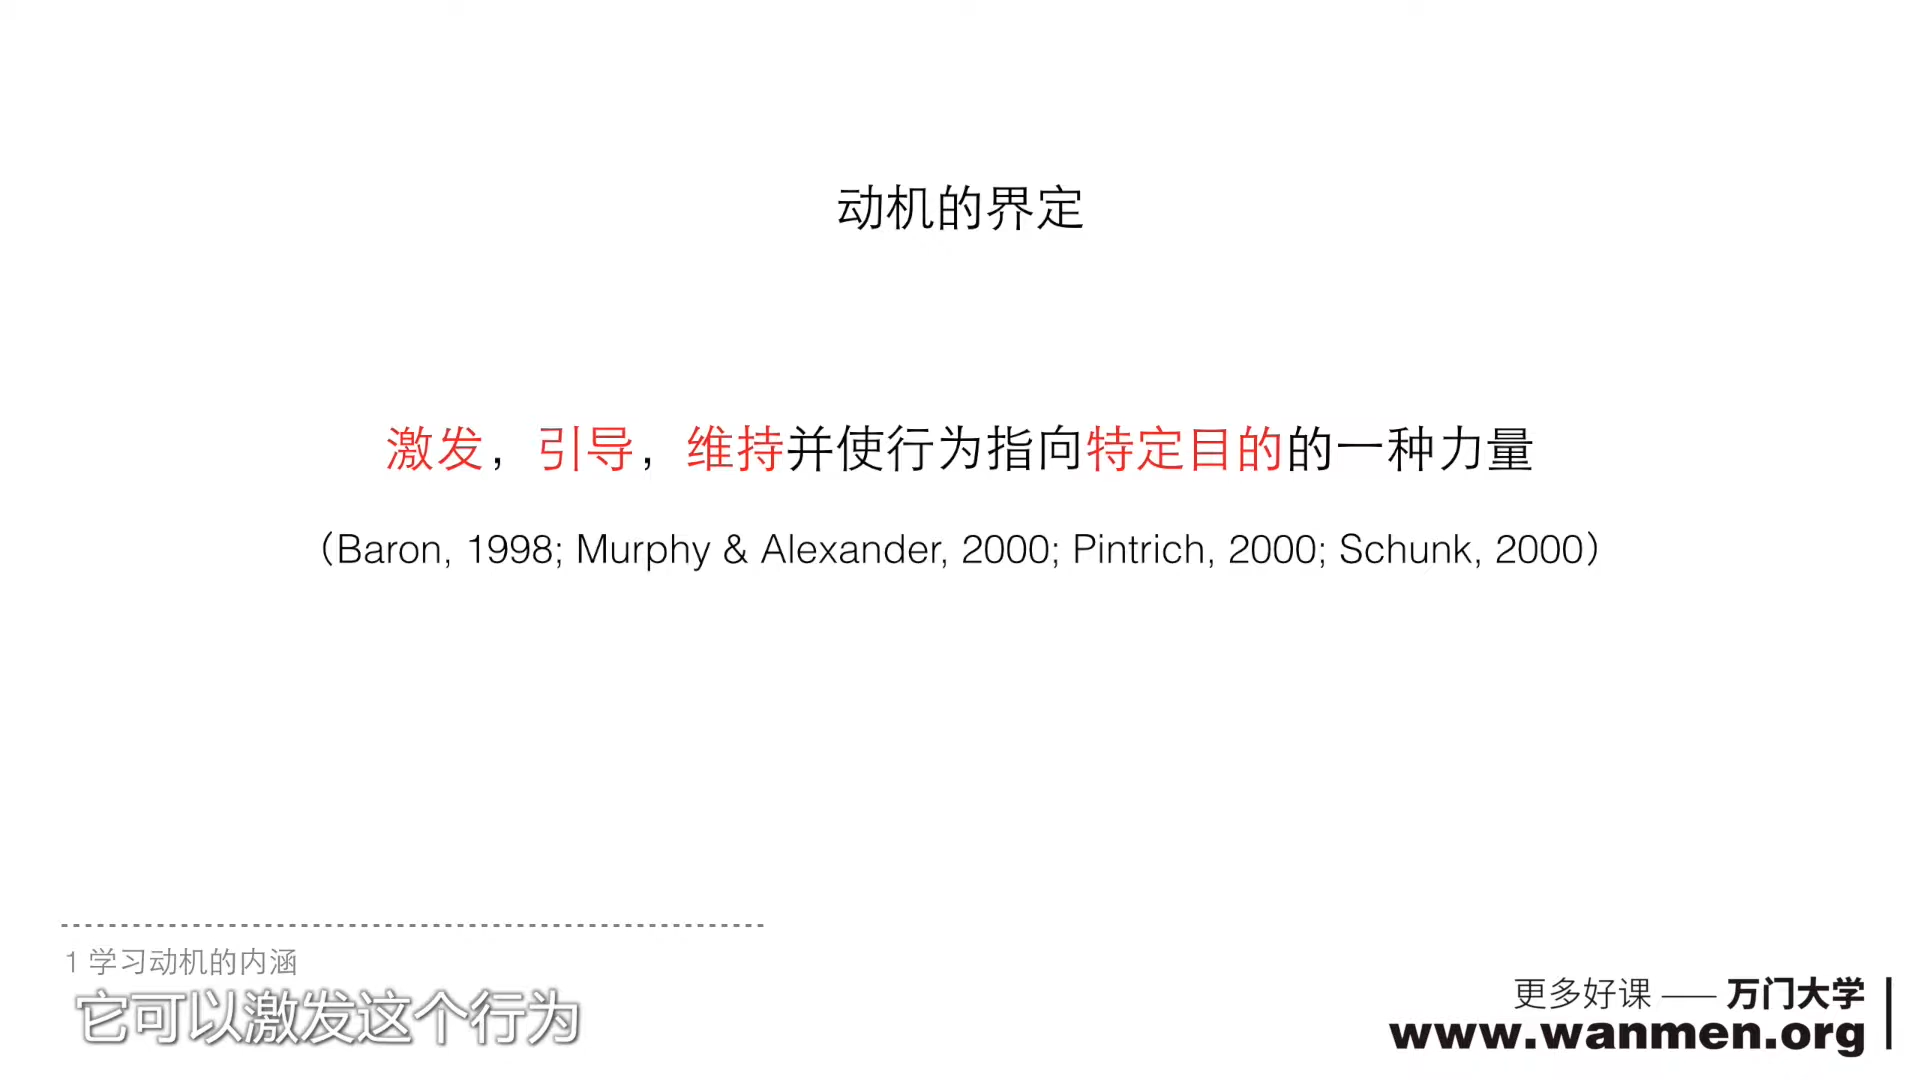 动机的界定
激发，引导，维持并使行为指向特定目的的一种力量
（Baron, 1998; Murphy & Alexander, 2000; Pintrich, 2000; Schunk, 2000）
1 学习动机的内涵
它可以激发这个行为
更多好课 —— 万门大学
www.wanmen.org